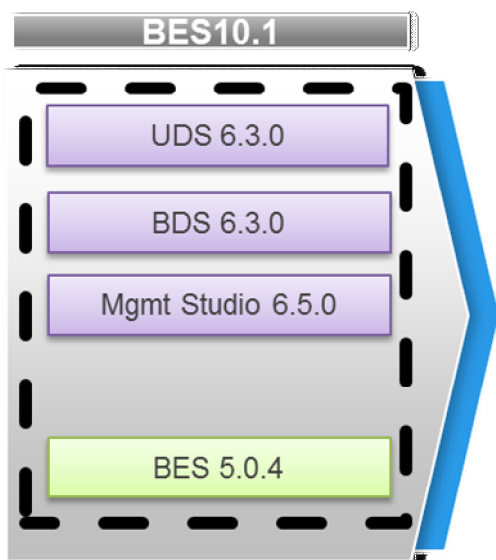 BES10.1
UDS 6.3.0
BDS 6.3.0
Mgmt Studio 6.5.0
BES 5.0.4